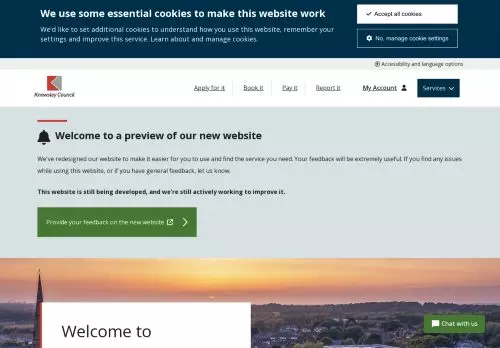 We use some essential cookies to make this website work
We'd like to set additional cookies to understand how you use this website, remember your
settings and improve this service. Learn about and manage cookies.
Accept all cookies
No, manage cookie settings
Accessibility and language options
Knowsley Council
Apply for it
Book it
Pay it
Report it
My Account
Services
Welcome to a preview of our new website
We've redesigned our website to make it easier for you to use and find the service you need. Your feedback will be extremely useful. If you find any issues
while using this website, or if you have general feedback, let us know.
This website is still being developed, and we're still actively working to improve it.
Provide your feedback on the new website
Welcome to
Chat with us